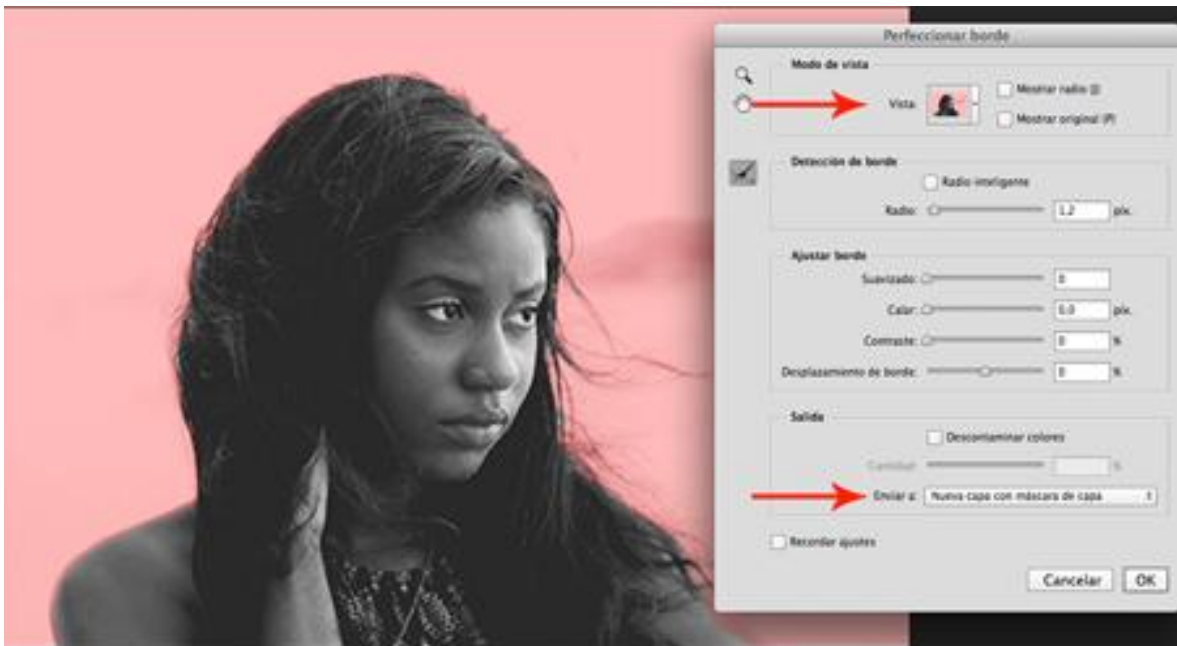 Perfeccionar borde
Modo de vista
Vista:
Mostrar radio (J)
Mostrar original (P)
Detección de borde
Radio inteligente
Radio: 1,2 píx.
Ajustar borde
Suavizado: 0
Calar: 0,0 píx.
Contraste: 0 %
Desplazamiento de borde: 0 %
Salida
Descontaminar colores
Cantidad: %
Enviar a: Nueva capa con máscara de capa
Recordar ajustes
Cancelar OK